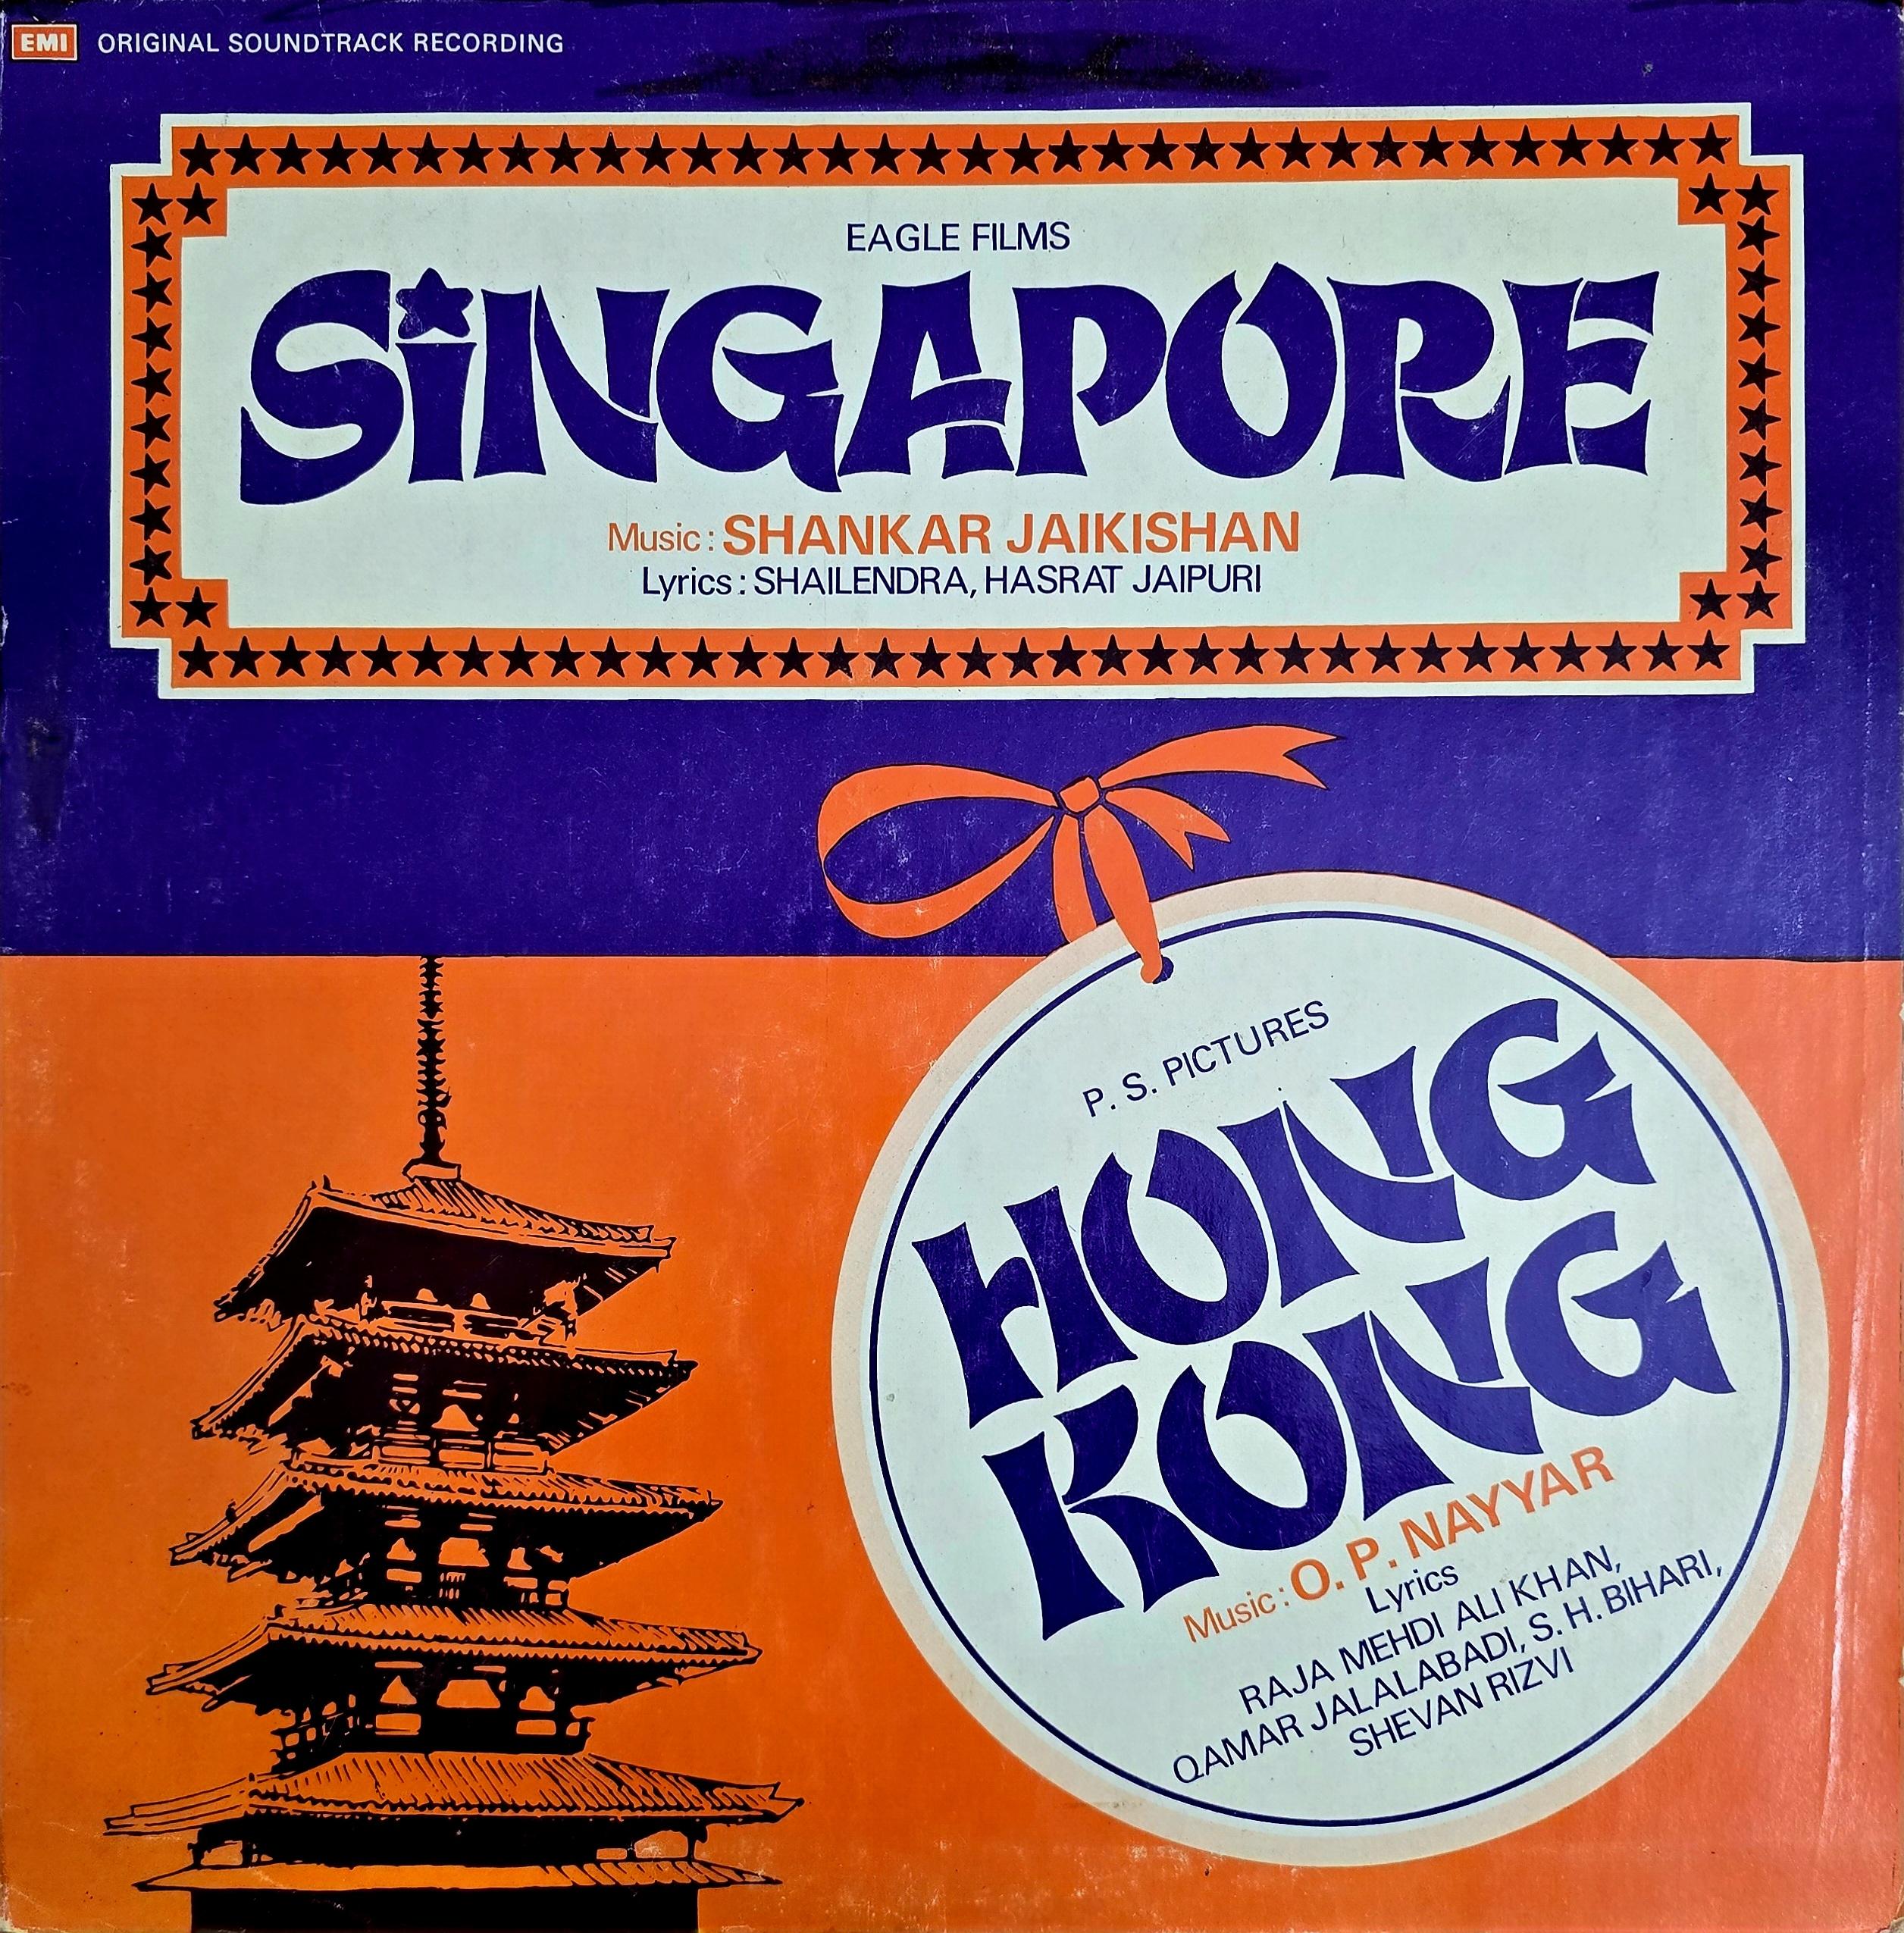 EMI ORIGINAL SOUNDTRACK RECORDING
EAGLE FILMS
SiNGAPORE
Music: SHANKAR JAIKISHAN
Lyrics: SHAILENDRA, HASRAT JAIPURI
P. S. PICTURES
HONG
KONG
Music: O. P. NAYYAR
Lyrics
RAJA MEHDI ALI KHAN,
QAMAR JALALABADI, S. H. BIHARI,
SHEVAN RIZVI